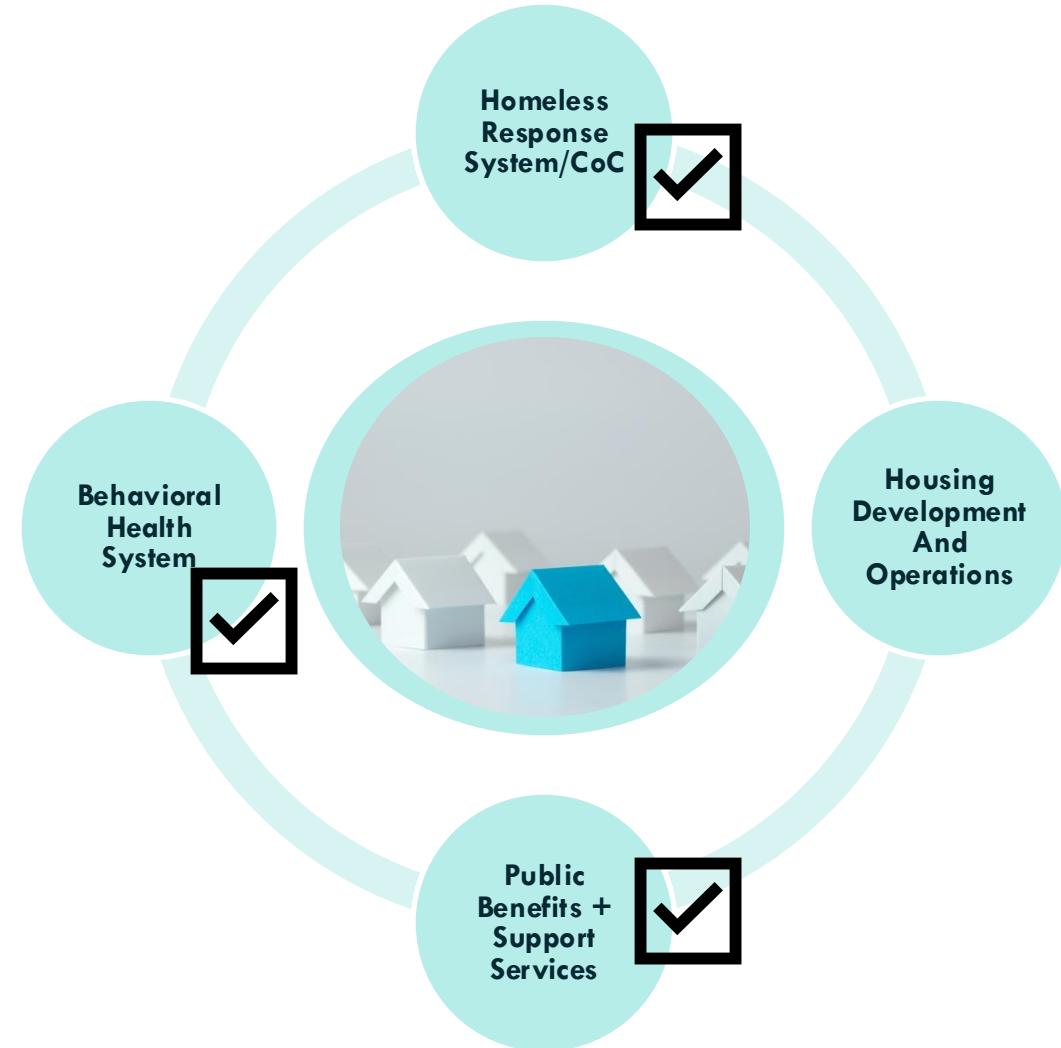 Homeless
Response
System/CoC
Housing
Development
And
Operations
Public
Benefits +
Support
Services
Behavioral
Health
System